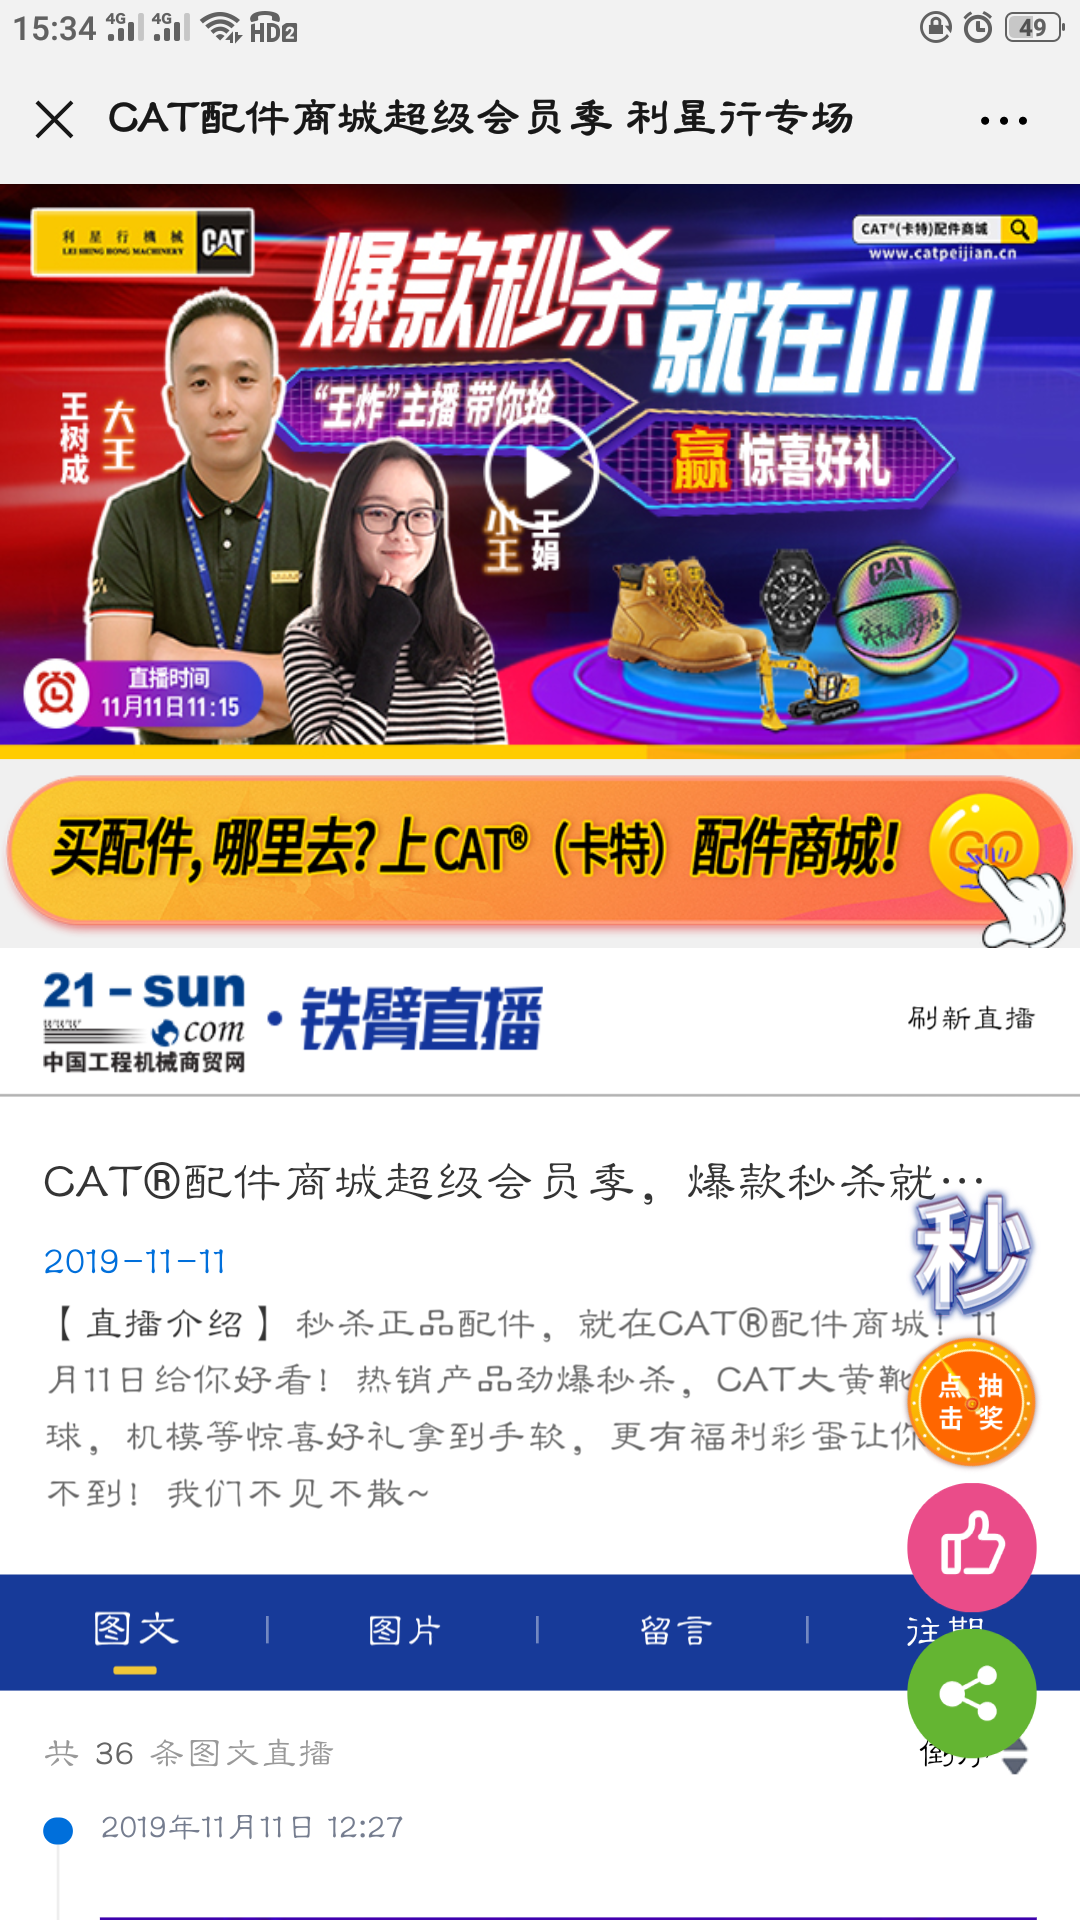 15:34 4G 4G HD2 49
CAT配件商城超级会员季 利星行专场
利星行機械 CAT
LEI SHING HONG MACHINERY
CAT®(卡特)配件商城
www.catpeijian.cn
爆款秒杀
就在11.11
“王炸”主播 带你抢
赢惊喜好礼
王树成
大王
小王
王娟
CAT
直播时间
11月11日11:15
买配件,哪里去?上CAT®（卡特）配件商城!
GO
21-sun
.com
中国工程机械商贸网
·铁臂直播
刷新直播
CAT®配件商城超级会员季，爆款秒杀就…
秒
2019-11-11
【直播介绍】秒杀正品配件，就在CAT®配件商城！11
月11日给你好看！热销产品劲爆秒杀，CAT大黄靴
球，机模等惊喜好礼拿到手软，更有福利彩蛋让你
不到！我们不见不散~
点击抽奖
图文
图片
留言
往期
共 36 条图文直播
倒序
2019年11月11日 12:27